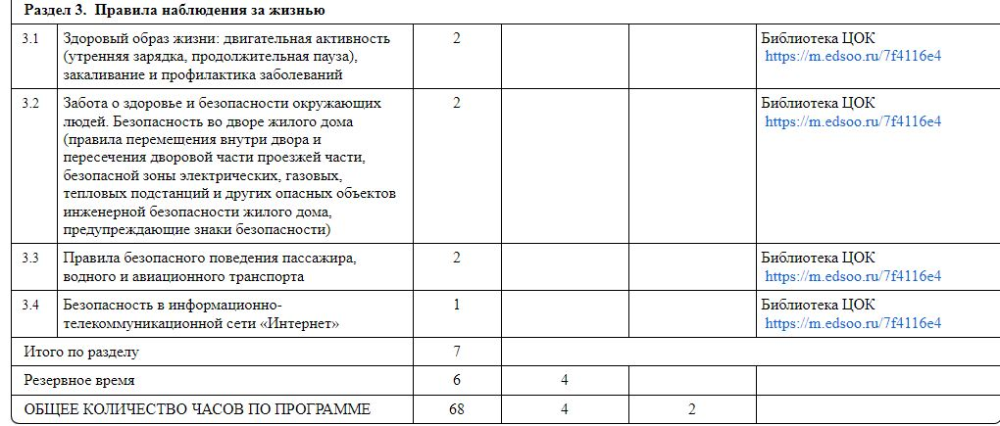 Раздел 3. Правила наблюдения за жизнью
3.1 Здоровый образ жизни: двигательная активность 2 Библиотека ЦОК
(утренняя зарядка, продолжительная пауза), https://m.edsoo.ru/7f4116e4
закаливание и профилактика заболеваний
3.2 Забота о здоровье и безопасности окружающих 2 Библиотека ЦОК
людей. Безопасность во дворе жилого дома https://m.edsoo.ru/7f4116e4
(правила перемещения внутри двора и
пересечения дворовой части проезжей части,
безопасной зоны электрических, газовых,
тепловых подстанций и других опасных объектов
инженерной безопасности жилого дома,
предупреждающие знаки безопасности)
3.3 Правила безопасного поведения пассажира, 2 Библиотека ЦОК
водного и авиационного транспорта https://m.edsoo.ru/7f4116e4
3.4 Безопасность в информационно- 1 Библиотека ЦОК
телекоммуникационной сети «Интернет» https://m.edsoo.ru/7f4116e4
Итого по разделу 7
Резервное время 6 4
ОБЩЕЕ КОЛИЧЕСТВО ЧАСОВ ПО ПРОГРАММЕ 68 4 2